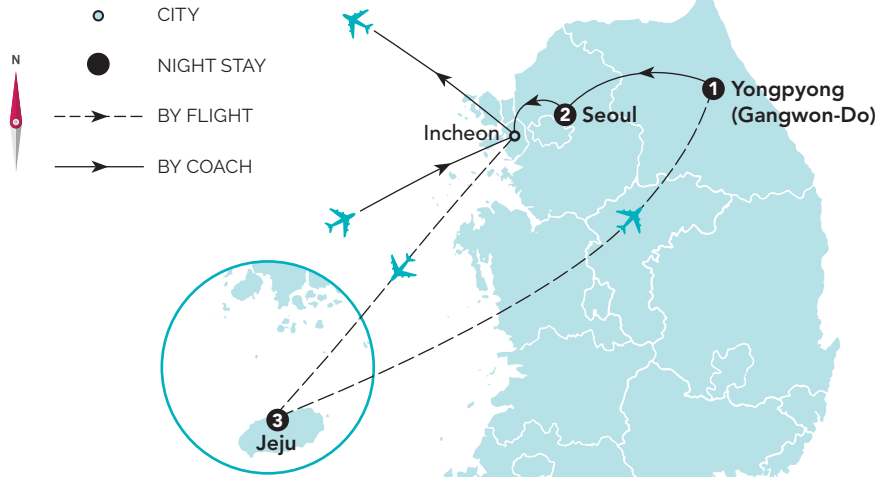 CITY
N
NIGHT STAY
BY FLIGHT
BY COACH
1 Yongpyong
(Gangwon-Do)
2 Seoul
Incheon
3
Jeju